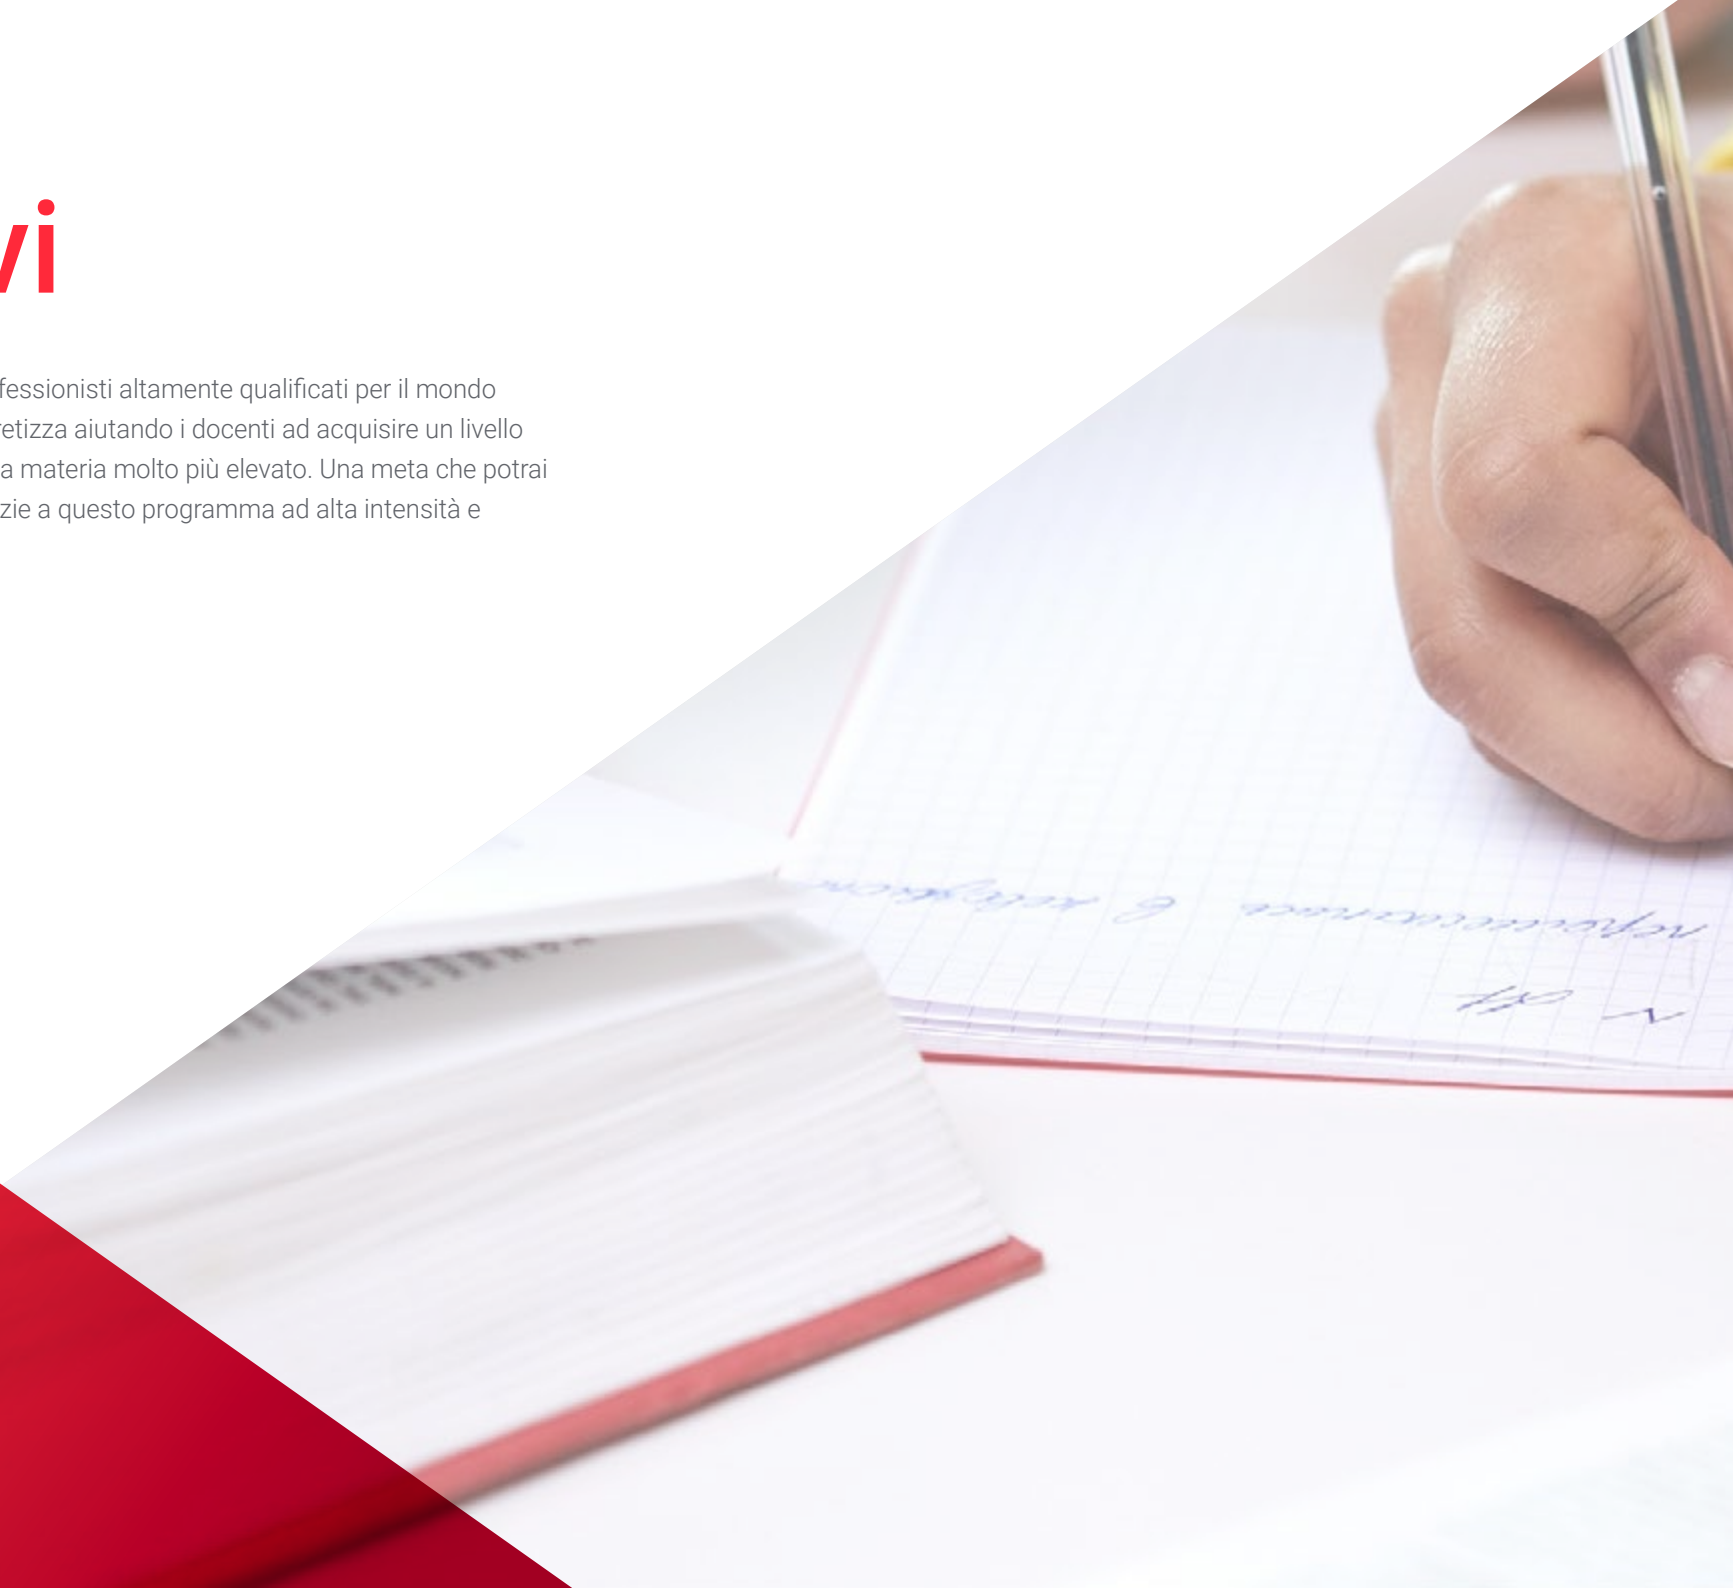 vi
fessionisti altamente qualificati per il mondo
retizza aiutando i docenti ad acquisire un livello
a materia molto più elevato. Una meta che potrai
zie a questo programma ad alta intensità e